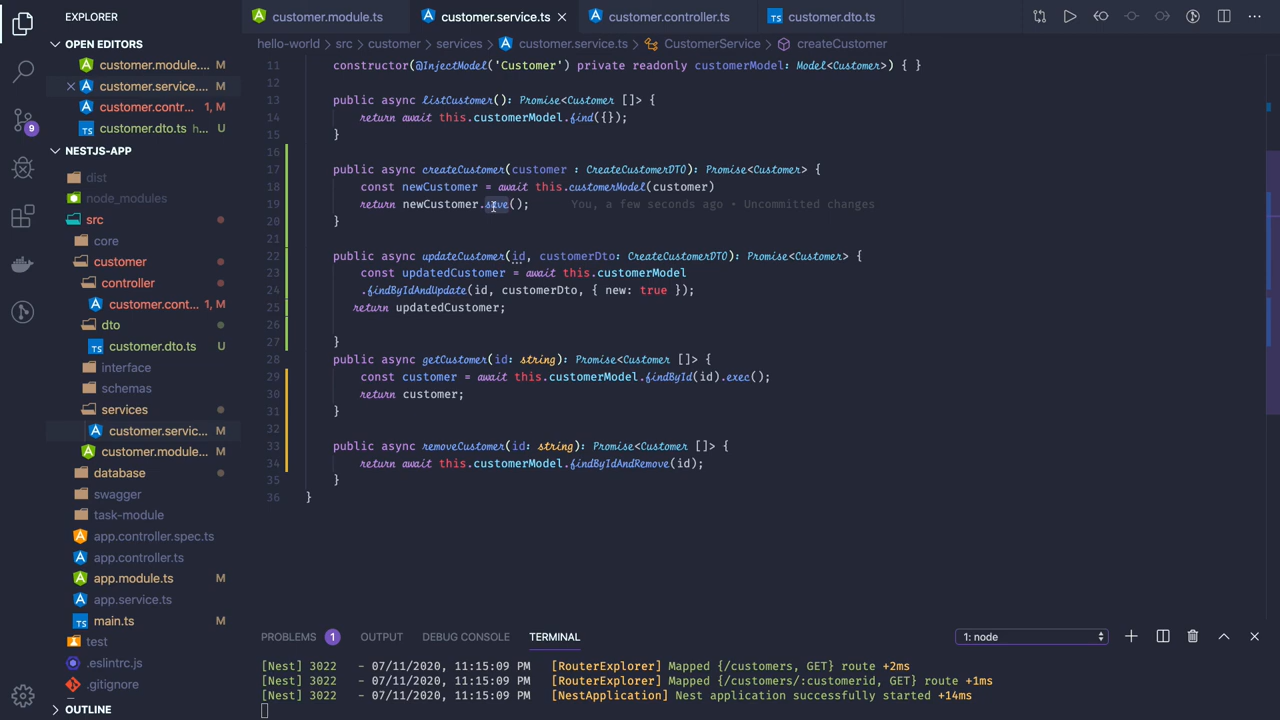 EXPLORER
customer.module.ts
customer.service.ts
customer.controller.ts
TS customer.dto.ts
OPEN EDITORS
customer.module....
customer.service....
customer.contr... 1, M
TS customer.dto.ts h... U
9
NESTJS-APP
dist
node_modules
src
core
customer
controller
customer.cont... 1, M
dto
TS customer.dto.ts U
interface
schemas
services
customer.servic...
customer.module... M
database
swagger
task-module
app.controller.spec.ts
app.controller.ts
app.module.ts M
app.service.ts
TS main.ts M
test
.eslintrc.js
.gitignore
OUTLINE
hello-world > src > customer > services > customer.service.ts > CustomerService > createCustomer
11 constructor(@InjectModel('Customer') private readonly customerModel: Model<Customer>) { }
12
13 public async listCustomer(): Promise<Customer []> {
14 return await this.customerModel.find({});
15 }
16
17 public async createCustomer(customer : CreateCustomerDTO): Promise<Customer> {
18 const newCustomer = await this.customerModel(customer)
19 return newCustomer.save(); You, a few seconds ago • Uncommitted changes
20 }
21
22 public async updateCustomer(id, customerDto: CreateCustomerDTO): Promise<Customer> {
23 const updatedCustomer = await this.customerModel
24 .findByIdAndUpdate(id, customerDto, { new: true });
25 return updatedCustomer;
26
27 }
28 public async getCustomer(id: string): Promise<Customer []> {
29 const customer = await this.customerModel.findById(id).exec();
30 return customer;
31 }
32
33 public async removeCustomer(id: string): Promise<Customer []> {
34 return await this.customerModel.findByIdAndRemove(id);
35 }
36 }
PROBLEMS 1 OUTPUT DEBUG CONSOLE TERMINAL 1: node
[Nest] 3022 - 07/11/2020, 11:15:09 PM [RouterExplorer] Mapped {/customers, GET} route +2ms
[Nest] 3022 - 07/11/2020, 11:15:09 PM [RouterExplorer] Mapped {/customers/:customerid, GET} route +1ms
[Nest] 3022 - 07/11/2020, 11:15:09 PM [NestApplication] Nest application successfully started +14ms